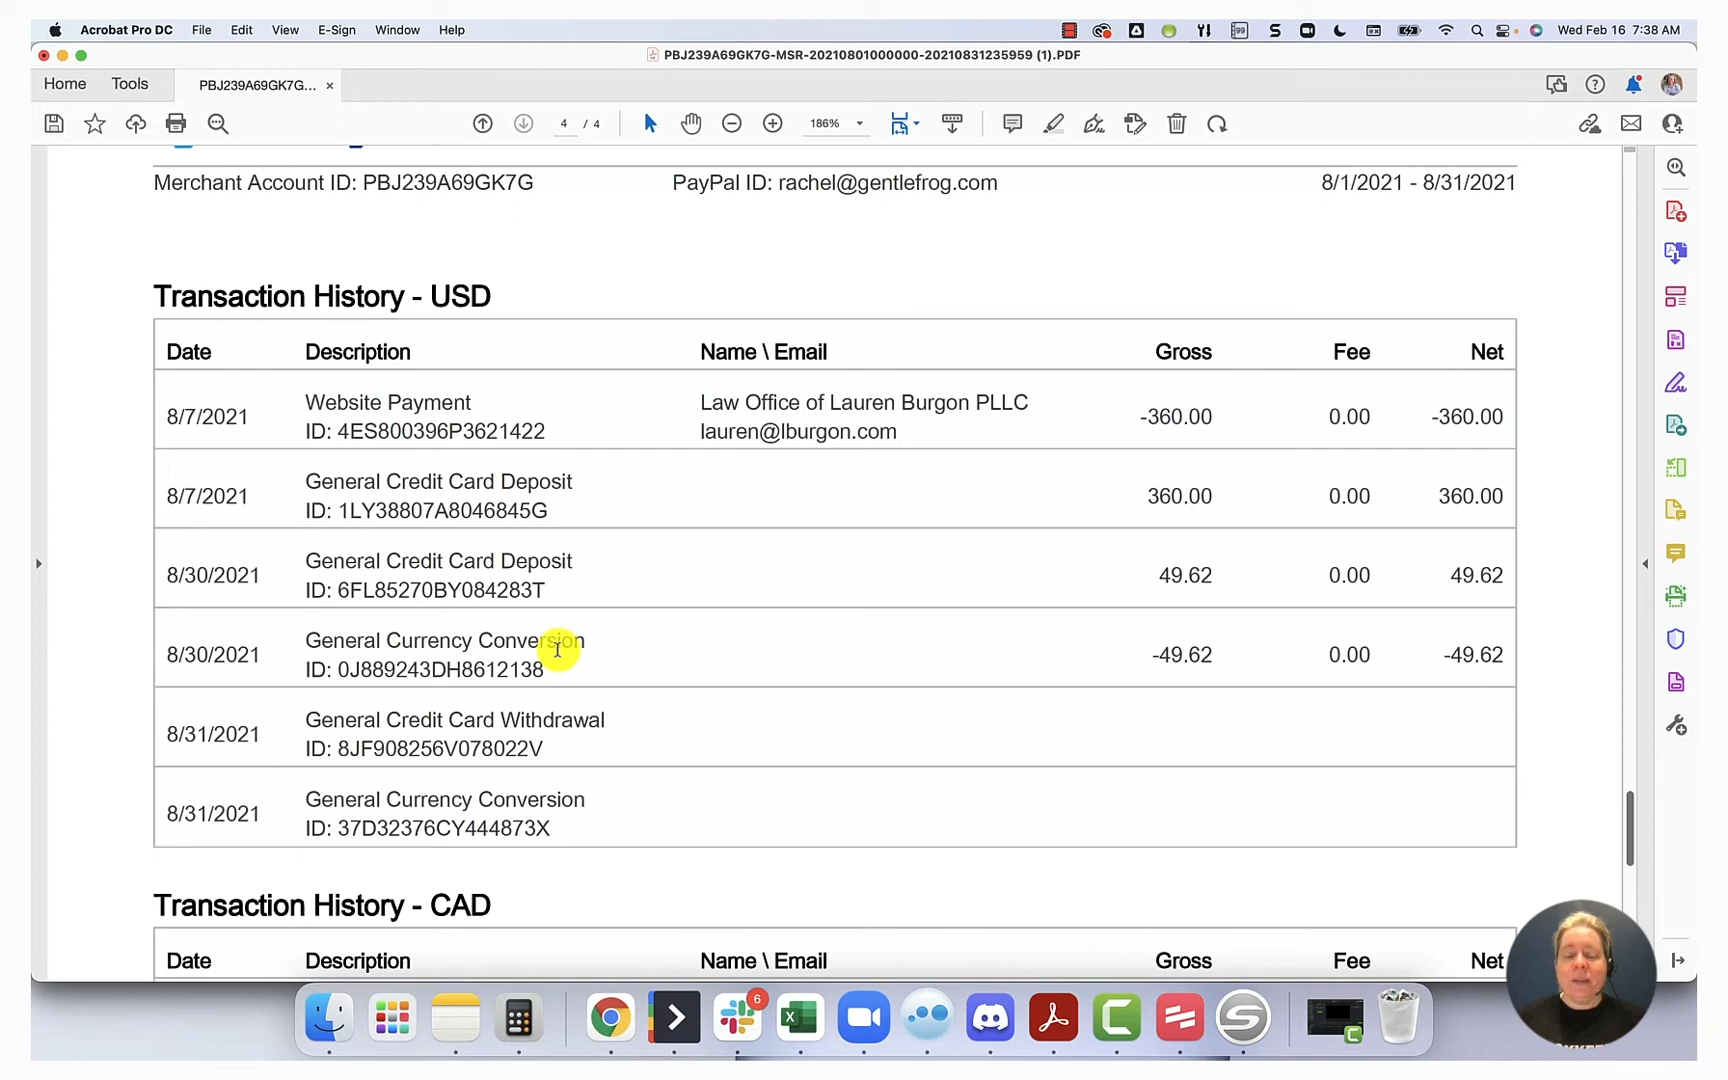 Acrobat Pro DC File Edit View E-Sign Window Help Wed Feb 16 7:38 AM
PBJ239A69GK7G-MSR-20210801000000-20210831235959 (1).PDF
Home Tools PBJ239A69GK7G... ×
4 / 4 186%
Merchant Account ID: PBJ239A69GK7G PayPal ID: rachel@gentlefrog.com 8/1/2021 - 8/31/2021
Transaction History - USD
Date Description Name \ Email Gross Fee Net
Website Payment Law Office of Lauren Burgon PLLC
8/7/2021 -360.00 0.00 -360.00
ID: 4ES800396P3621422 lauren@lburgon.com
General Credit Card Deposit
8/7/2021 360.00 0.00 360.00
ID: 1LY38807A8046845G
General Credit Card Deposit
8/30/2021 49.62 0.00 49.62
ID: 6FL85270BY084283T
General Currency Conversion
8/30/2021 -49.62 0.00 -49.62
ID: 0J889243DH8612138
General Credit Card Withdrawal
8/31/2021
ID: 8JF908256V078022V
General Currency Conversion
8/31/2021
ID: 37D32376CY444873X
Transaction History - CAD
Date Description Name \ Email Gross Fee Net
6